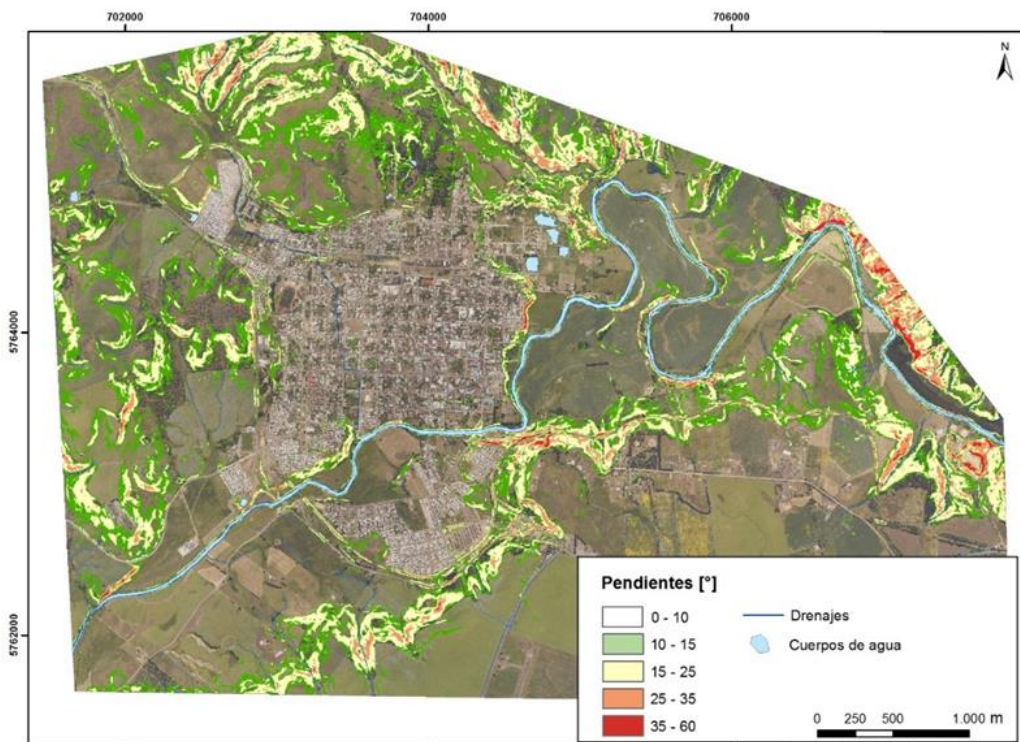 702000 704000 706000
N
5764000
5762000
Pendientes [°]
0 - 10
10 - 15
15 - 25
25 - 35
35 - 60
Drenajes
Cuerpos de agua
0 250 500 1.000 m